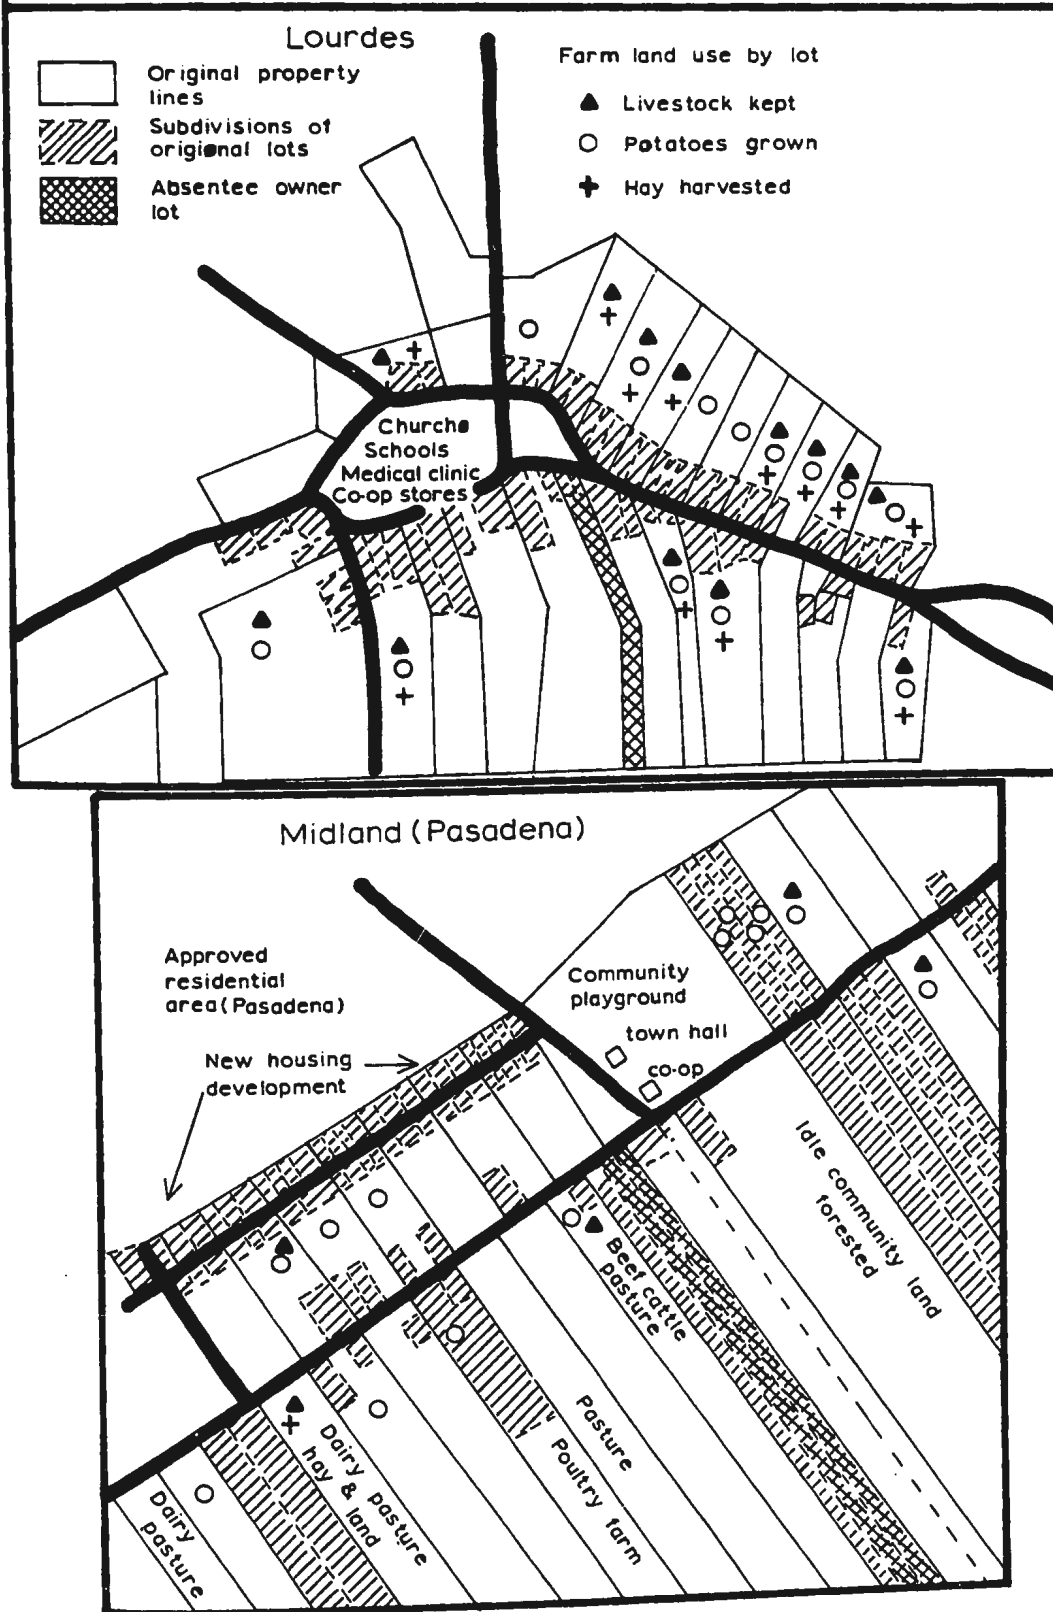 Lourdes
Original property
lines
Subdivisions of
origional lots
Absentee owner
lot
Farm land use by lot
Livestock kept
Potatoes grown
Hay harvested
Churche
Schools
Medical clinic
Co-op stores
Midland (Pasadena)
Approved
residential
area (Pasadena)
New housing
development
Community
playground
town hall
co-op
Idle community land
forested
Beef cattle
pasture
Pasture
Poultry farm
Dairy pasture
hay & land
Dairy
pasture